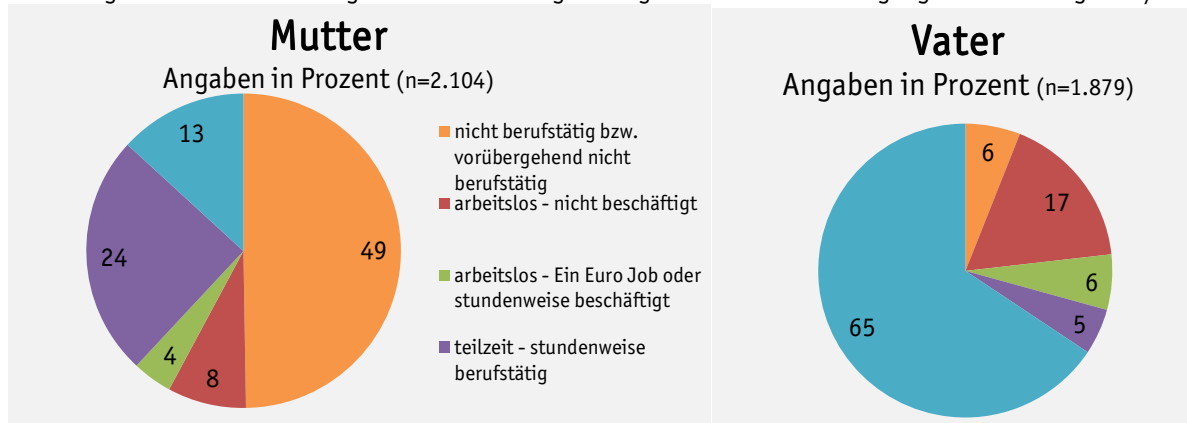 Mutter
Angaben in Prozent (n=2.104)
13
24
4
8
49
nicht berufstätig bzw.
vorübergehend nicht
berufstätig
arbeitslos - nicht beschäftigt
arbeitslos - Ein Euro Job oder
stundenweise beschäftigt
teilzeit - stundenweise
berufstätig
Vater
Angaben in Prozent (n=1.879)
6
17
6
5
65